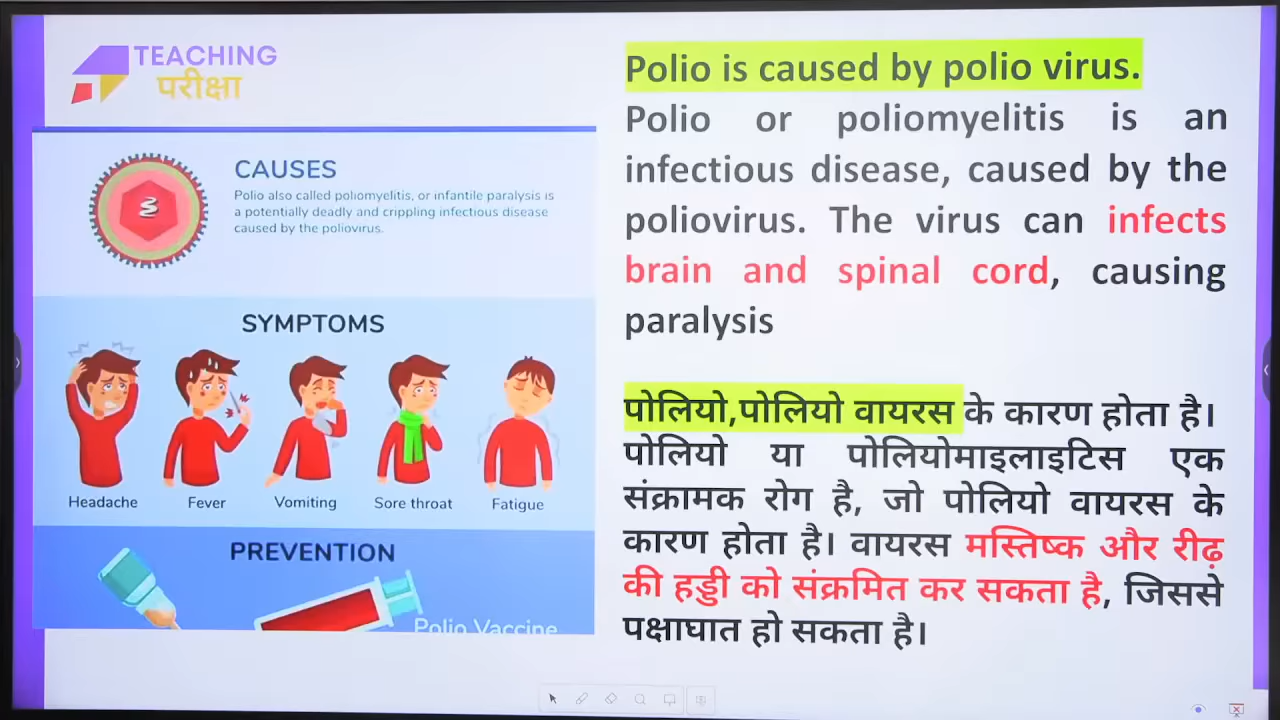 TEACHING
परीक्षा
CAUSES
Polio also called poliomyelitis, or infantile paralysis is
a potentially deadly and crippling infectious disease
caused by the poliovirus.
SYMPTOMS
Headache
Fever
Vomiting
Sore throat
Fatigue
PREVENTION
Polio Vaccine
Polio is caused by polio virus.
Polio or poliomyelitis is an
infectious disease, caused by the
poliovirus. The virus can infects
brain and spinal cord, causing
paralysis
पोलियो,पोलियो वायरस के कारण होता है।
पोलियो या पोलियोमाइलाइटिस एक
संक्रामक रोग है, जो पोलियो वायरस के
कारण होता है। वायरस मस्तिष्क और रीढ़
की हड्डी को संक्रमित कर सकता है, जिससे
पक्षाघात हो सकता है।